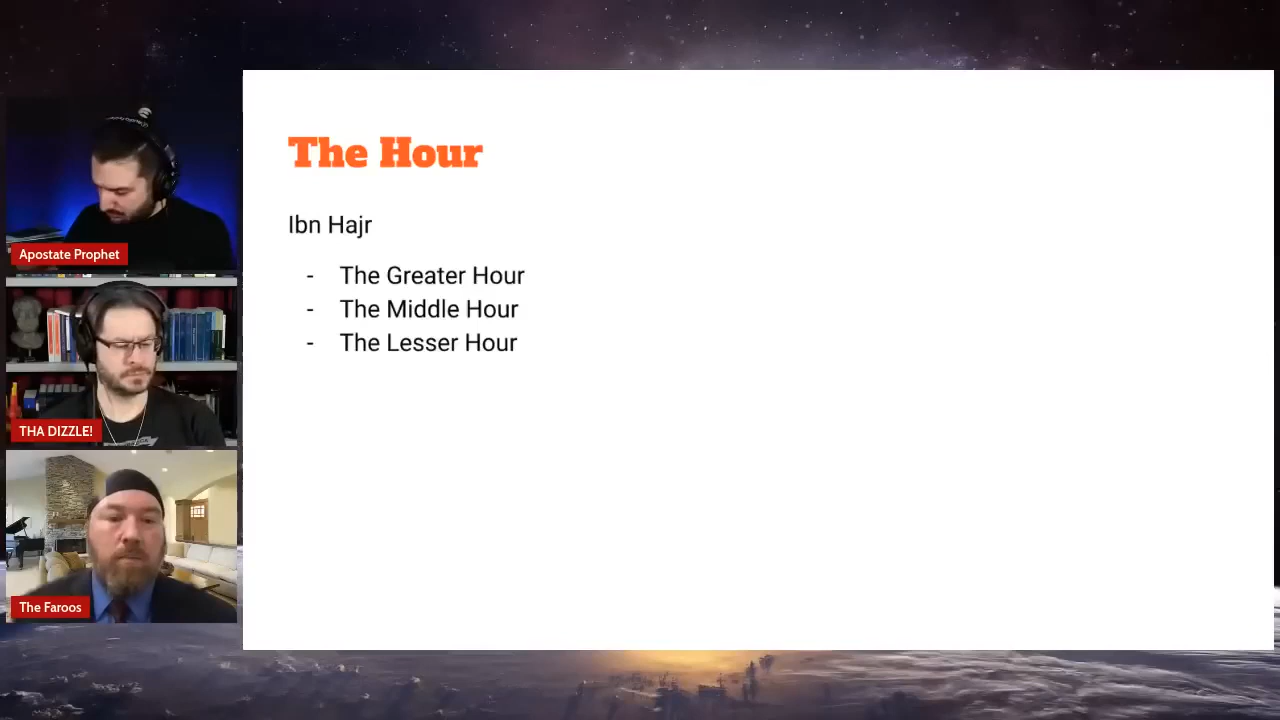 Apostate Prophet
THA DIZZLE!
The Faroos
The Hour
Ibn Hajr
- The Greater Hour
- The Middle Hour
- The Lesser Hour